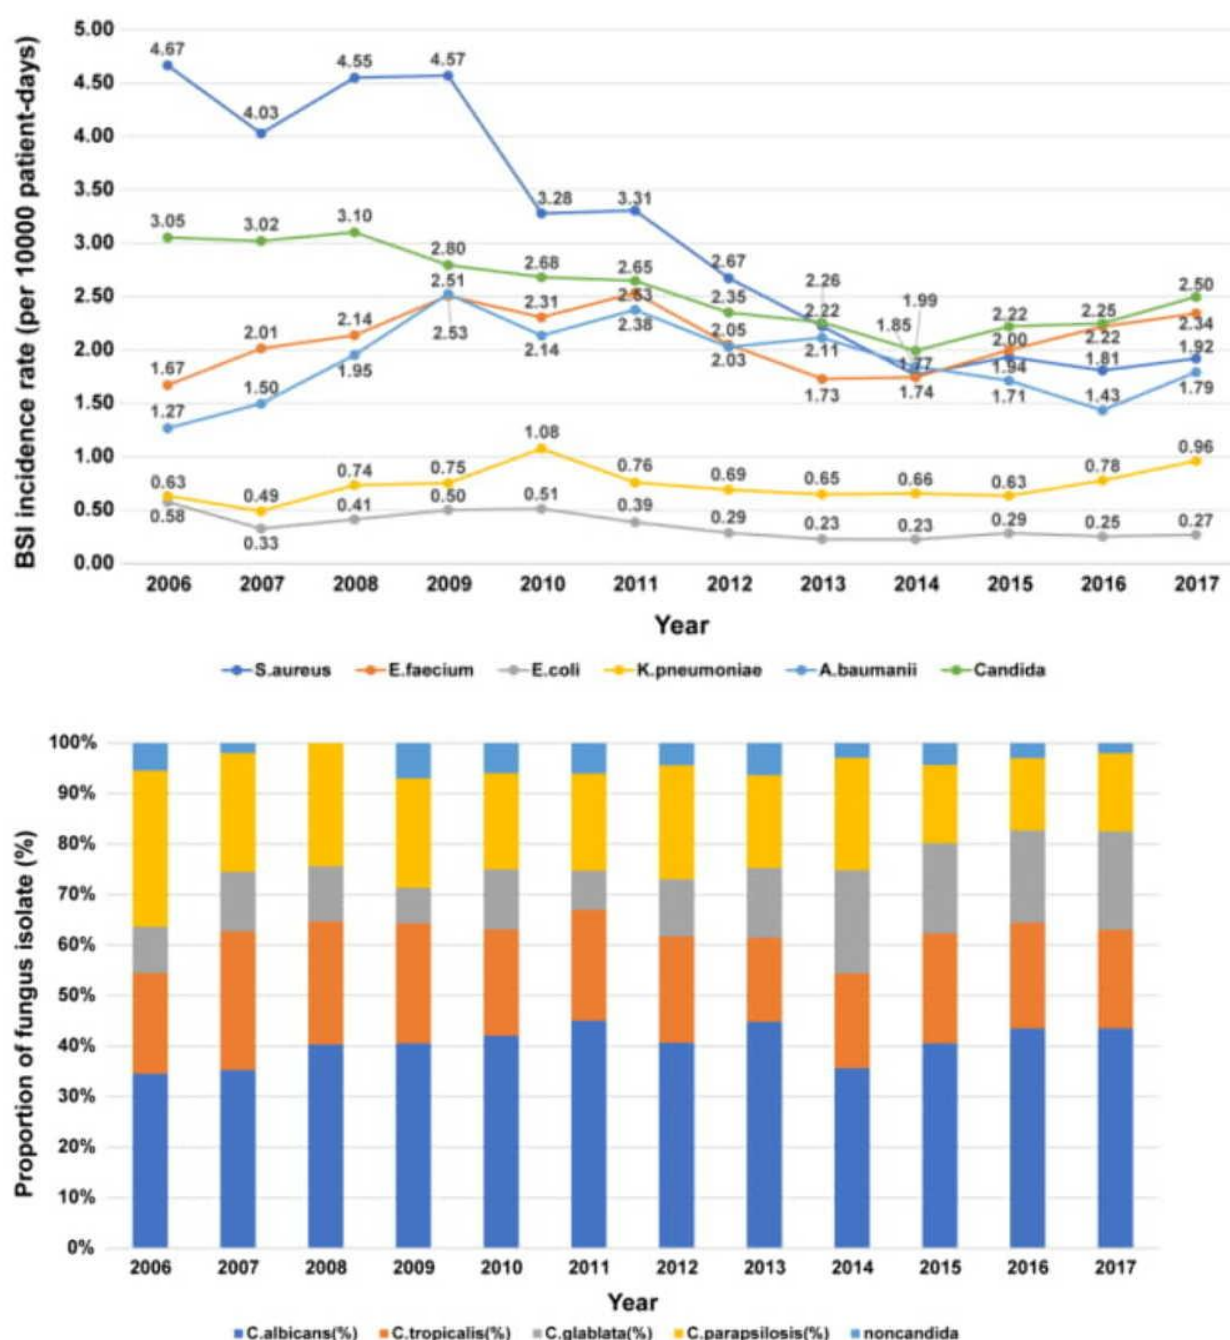 BSI incidence rate (per 10000 patient-days)
5.00
4.50
4.00
3.50
3.00
2.50
2.00
1.50
1.00
0.50
0.00
4.67 4.03 4.55 4.57 3.28 3.31 2.67 2.22 1.77 1.94 1.81 1.92
3.05 3.02 3.10 2.80 2.68 2.65 2.35 2.26 1.99 2.22 2.25 2.50
1.67 2.01 2.14 2.51 2.31 2.53 2.05 1.73 1.74 2.00 2.22 2.34
1.27 1.50 1.95 2.53 2.14 2.38 2.03 2.11 1.85 1.71 1.43 1.79
0.63 0.49 0.74 0.75 1.08 0.76 0.69 0.65 0.66 0.63 0.78 0.96
0.58 0.33 0.41 0.50 0.51 0.39 0.29 0.23 0.23 0.29 0.25 0.27
2006 2007 2008 2009 2010 2011 2012 2013 2014 2015 2016 2017
Year
S.aureus E.faecium E.coli K.pneumoniae A.baumanii Candida
Proportion of fungus isolate (%)
100%
90%
80%
70%
60%
50%
40%
30%
20%
10%
0%
2006 2007 2008 2009 2010 2011 2012 2013 2014 2015 2016 2017
Year
C.albicans(%) C.tropicalis(%) C.glablata(%) C.parapsilosis(%) noncandida